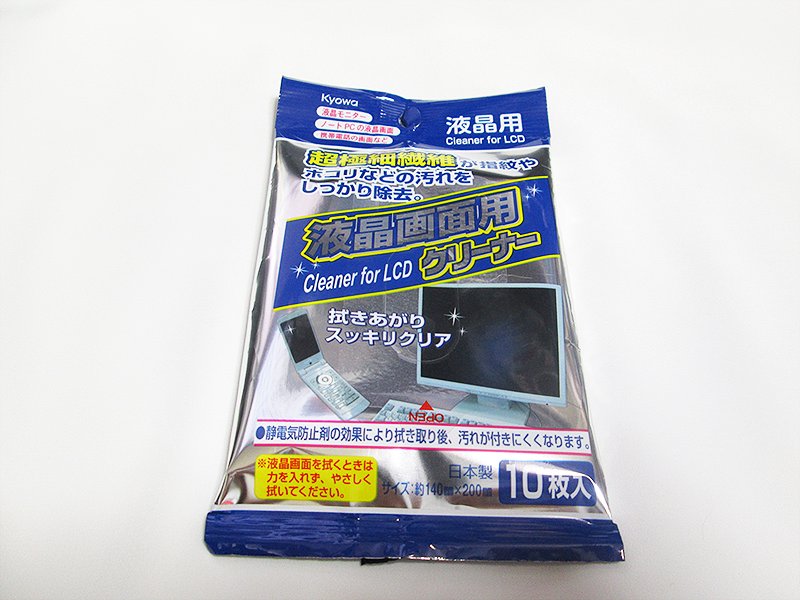 Kyowa
液晶モニター
ノートPCの液晶画面
携帯電話の画面など
液晶用
Cleaner for LCD
超極細繊維が指紋や
ホコリなどの汚れを
しっかり除去。
液晶画面用
Cleaner for LCD クリーナー
拭きあがり
スッキリクリア
OPEN
●静電気防止剤の効果により拭き取り後、汚れが付きにくくなります。
※液晶画面を拭くときは
力を入れず、やさしく
拭いてください。
日本製
サイズ:約140㎜×200㎜
10枚入